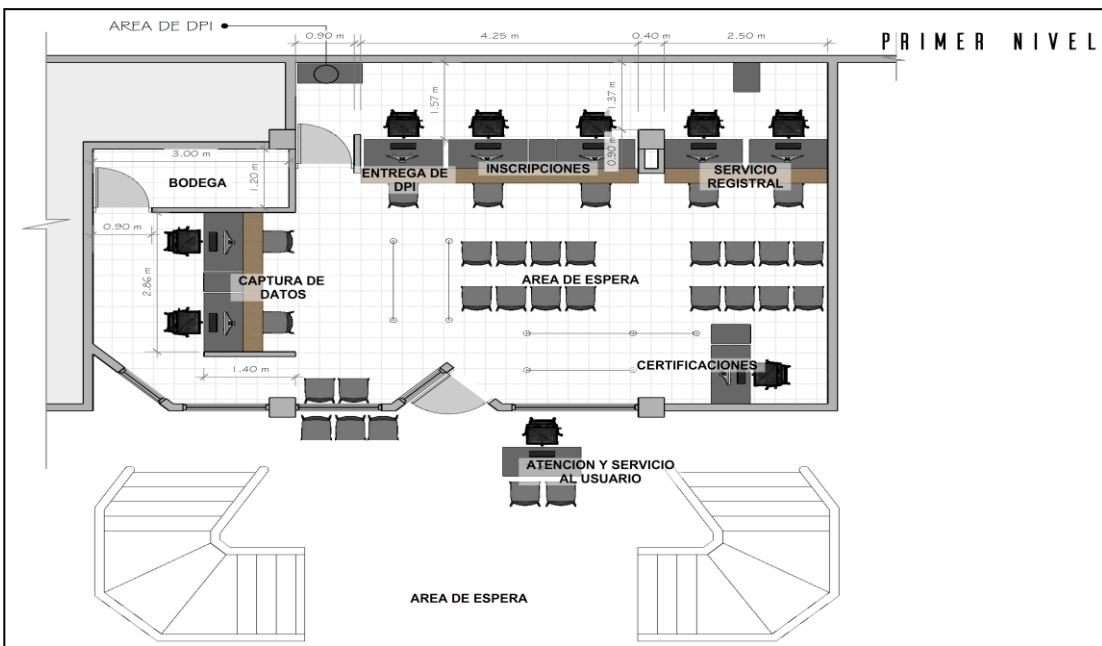 AREA DE DPI
0.90 m
4.25 m
0.40 m
2.50 m
PRIMER NIVEL
1.57 m
1.37 m
0.90 m
3.00 m
1.20 m
BODEGA
ENTREGA DE
DPI
INSCRIPCIONES
SERVICIO
REGISTRAL
0.90 m
2.86 m
CAPTURA DE
DATOS
AREA DE ESPERA
1.40 m
CERTIFICACIONES
ATENCION Y SERVICIO
AL USUARIO
AREA DE ESPERA